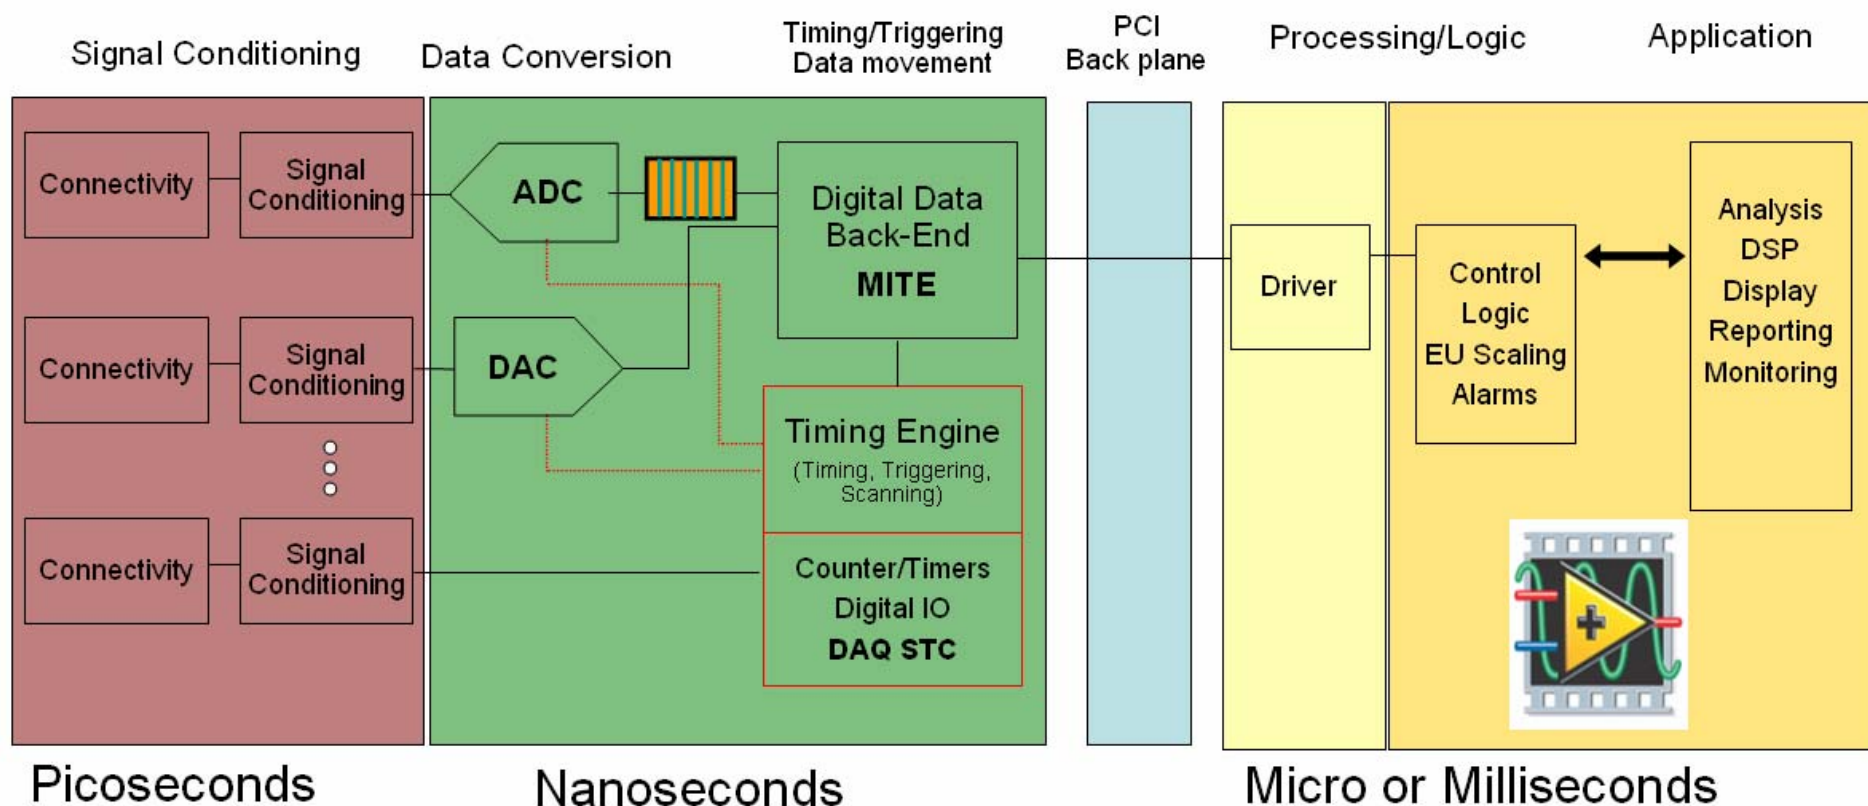 Signal Conditioning
Data Conversion
Timing/Triggering
Data movement
PCI
Back plane
Processing/Logic
Application
Connectivity
Signal
Conditioning
ADC
Digital Data
Back-End
MITE
Connectivity
Signal
Conditioning
DAC
Timing Engine
(Timing, Triggering,
Scanning)
Connectivity
Signal
Conditioning
Counter/Timers
Digital IO
DAQ STC
Driver
Control
Logic
EU Scaling
Alarms
Analysis
DSP
Display
Reporting
Monitoring
Picoseconds
Nanoseconds
Micro or Milliseconds